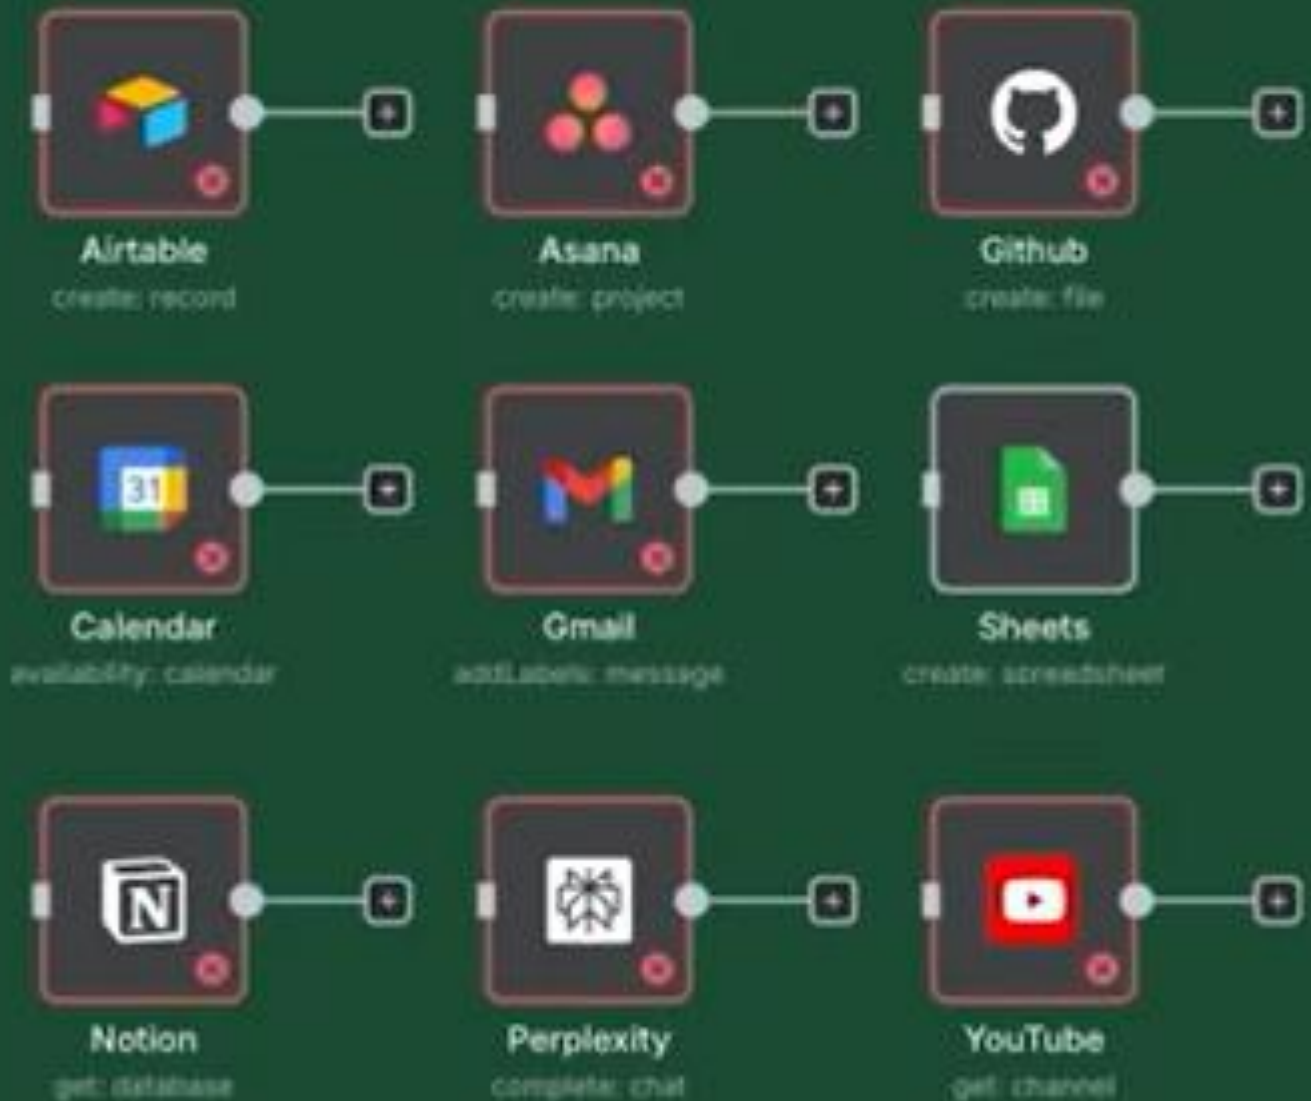 Airtable
create: record
Asana
create: project
Github
create: file
31
Calendar
availability: calendar
Gmail
addLabels: message
Sheets
create: spreadsheet
N
Notion
get: database
Perplexity
complete: chat
YouTube
get: channel